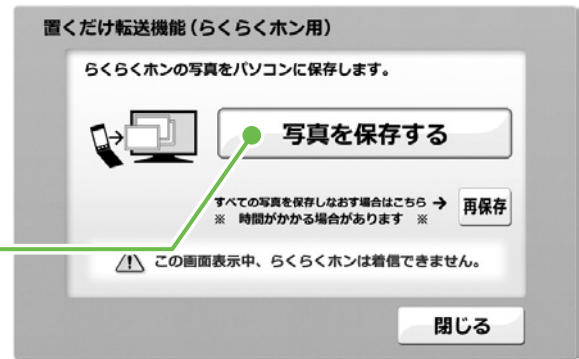 置くだけ転送機能(らくらくホン用)
らくらくホンの写真をパソコンに保存します。
写真を保存する
すべての写真を保存しなおす場合はこちら →
※ 時間がかかる場合があります ※
再保存
この画面表示中、らくらくホンは着信できません。
閉じる